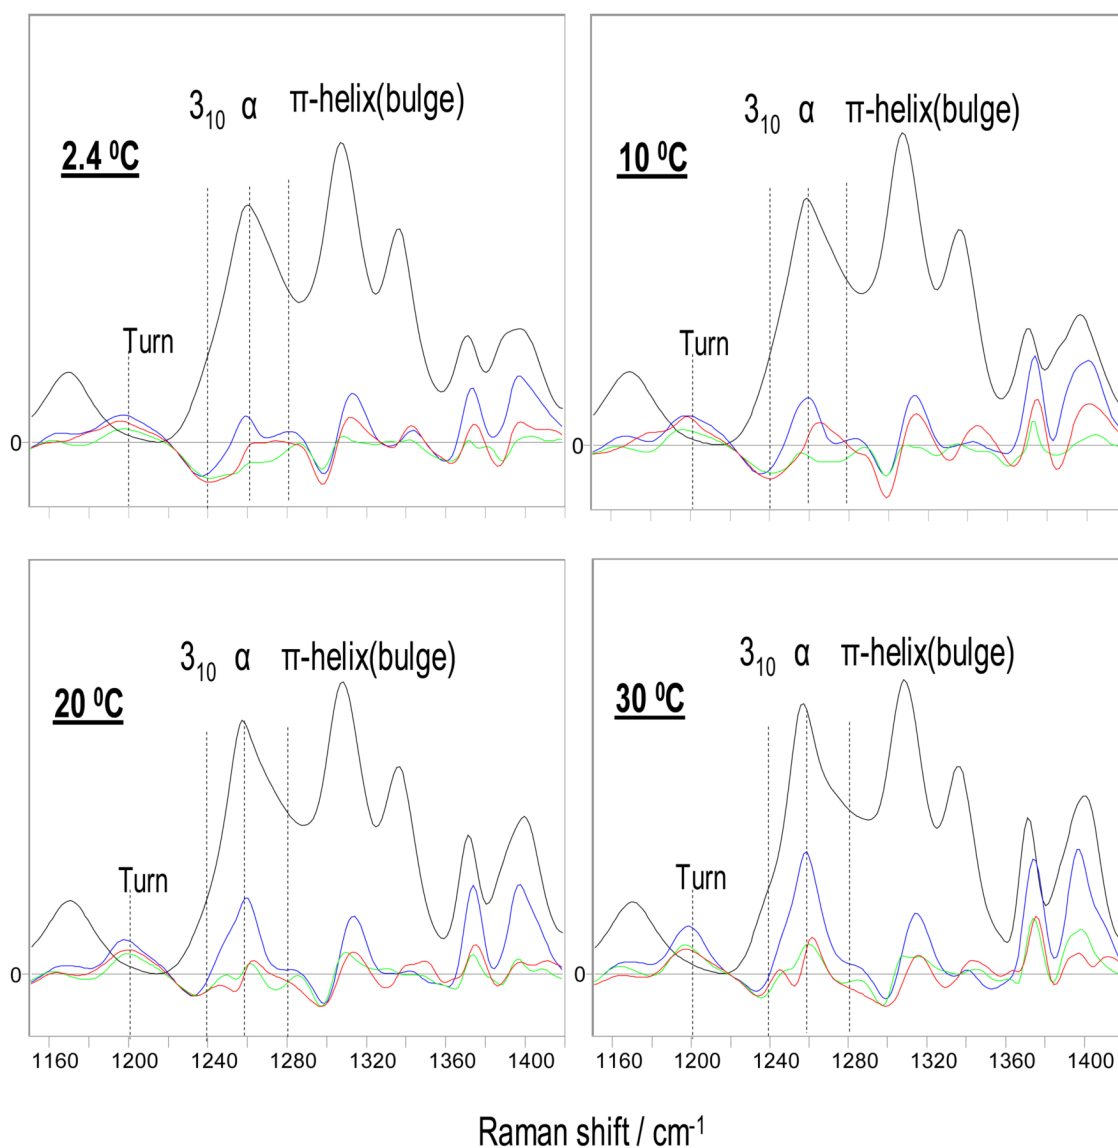 3₁₀ α π-helix(bulge)
2.4 ⁰C
Turn
0
3₁₀ α π-helix(bulge)
10 ⁰C
Turn
0
3₁₀ α π-helix(bulge)
20 ⁰C
Turn
0
1160 1200 1240 1280 1320 1360 1400
3₁₀ α π-helix(bulge)
30 ⁰C
Turn
0
1160 1200 1240 1280 1320 1360 1400
Raman shift / cm⁻¹